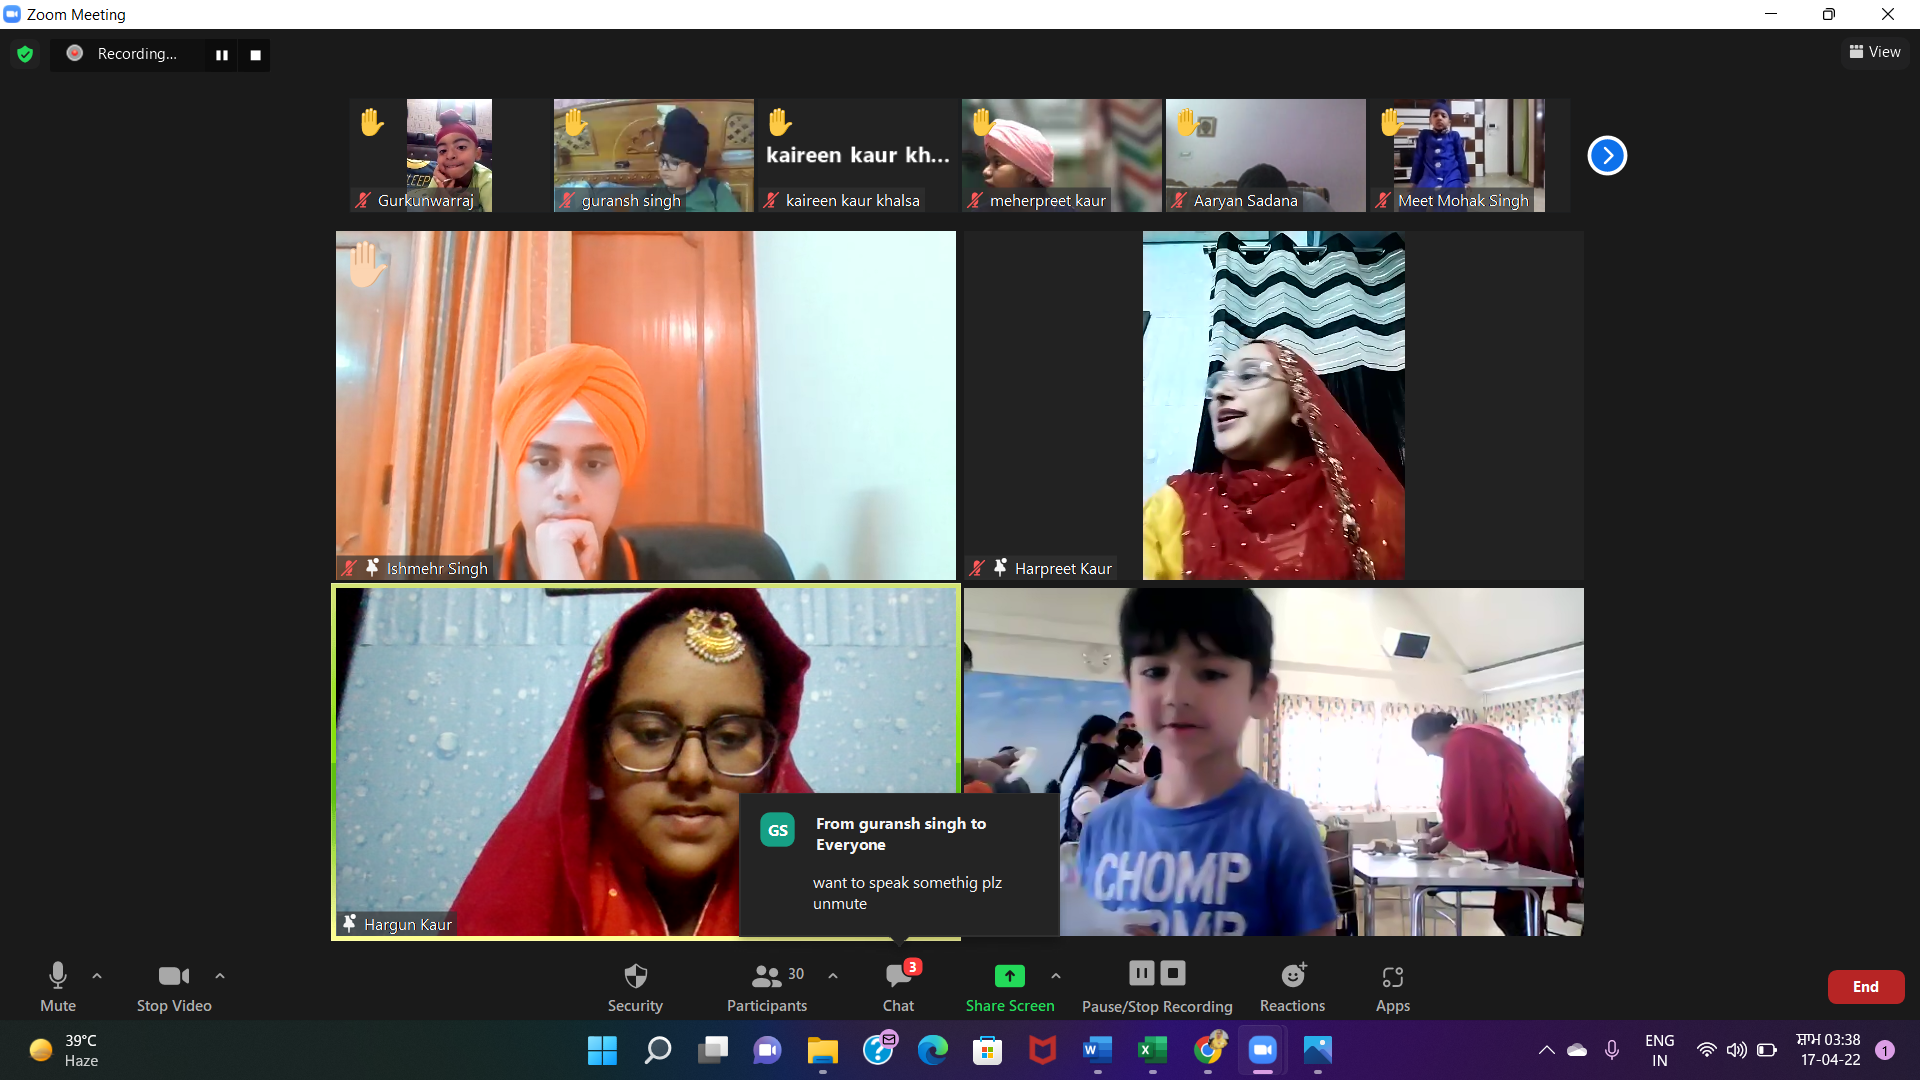 Zoom Meeting
Recording...
View
kaireen kaur kh...
SLEEP
Gurkunwarraj
guransh singh
kaireen kaur khalsa
meherpreet kaur
Aaryan Sadana
Meet Mohak Singh
Ishmehr Singh
Harpreet Kaur
GS
From guransh singh to
Everyone
want to speak somethig plz
unmute
CHOMP
Hargun Kaur
Mute
Stop Video
Security
30
Participants
3
Chat
Share Screen
Pause/Stop Recording
Reactions
Apps
End
39°C
Haze
ENG
IN
ਸ਼ਾਮ 03:38
17-04-22
1